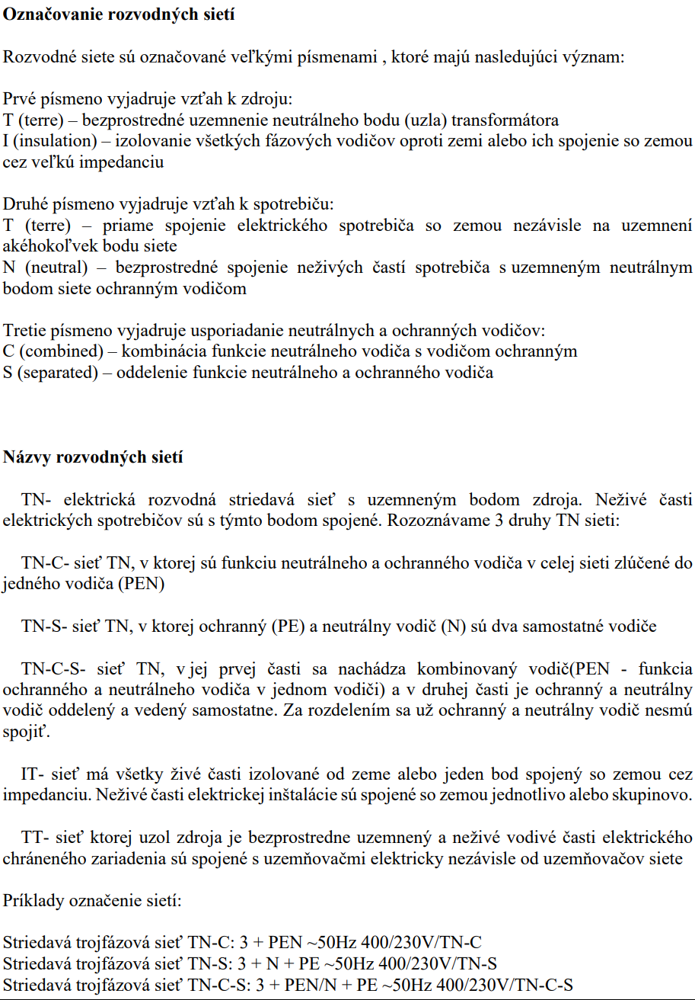 Označovanie rozvodných sietí
Rozvodné siete sú označované veľkými písmenami , ktoré majú nasledujúci význam:
Prvé písmeno vyjadruje vzťah k zdroju:
T (terre) – bezprostredné uzemnenie neutrálneho bodu (uzla) transformátora
I (insulation) – izolovanie všetkých fázových vodičov oproti zemi alebo ich spojenie so zemou
cez veľkú impedanciu
Druhé písmeno vyjadruje vzťah k spotrebiču:
T (terre) – priame spojenie elektrického spotrebiča so zemou nezávisle na uzemnení
akéhokoľvek bodu siete
N (neutral) – bezprostredné spojenie neživých častí spotrebiča s uzemneným neutrálnym
bodom siete ochranným vodičom
Tretie písmeno vyjadruje usporiadanie neutrálnych a ochranných vodičov:
C (combined) – kombinácia funkcie neutrálneho vodiča s vodičom ochranným
S (separated) – oddelenie funkcie neutrálneho a ochranného vodiča
Názvy rozvodných sietí
TN- elektrická rozvodná striedavá sieť s uzemneným bodom zdroja. Neživé časti
elektrických spotrebičov sú s týmto bodom spojené. Rozoznávame 3 druhy TN sieti:
TN-C- sieť TN, v ktorej sú funkciu neutrálneho a ochranného vodiča v celej sieti zlúčené do
jedného vodiča (PEN)
TN-S- sieť TN, v ktorej ochranný (PE) a neutrálny vodič (N) sú dva samostatné vodiče
TN-C-S- sieť TN, v jej prvej časti sa nachádza kombinovaný vodič(PEN - funkcia
ochranného a neutrálneho vodiča v jednom vodiči) a v druhej časti je ochranný a neutrálny
vodič oddelený a vedený samostatne. Za rozdelením sa už ochranný a neutrálny vodič nesmú
spojiť.
IT- sieť má všetky živé časti izolované od zeme alebo jeden bod spojený so zemou cez
impedanciu. Neživé časti elektrickej inštalácie sú spojené so zemou jednotlivo alebo skupinovo.
TT- sieť ktorej uzol zdroja je bezprostredne uzemnený a neživé vodivé časti elektrického
chráneného zariadenia sú spojené s uzemňovačmi elektricky nezávisle od uzemňovačov siete
Príklady označenie sietí:
Striedavá trojfázová sieť TN-C: 3 + PEN ~50Hz 400/230V/TN-C
Striedavá trojfázová sieť TN-S: 3 + N + PE ~50Hz 400/230V/TN-S
Striedavá trojfázová sieť TN-C-S: 3 + PEN/N + PE ~50Hz 400/230V/TN-C-S